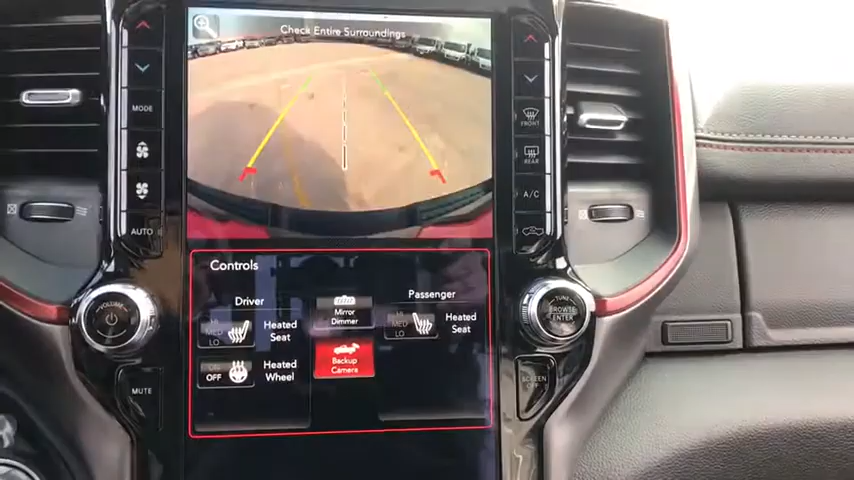 Check Entire Surroundings
MODE
AUTO
FRONT
REAR
A/C
Controls
Driver
Passenger
HI
MED
LO
Heated
Seat
Mirror
Dimmer
HI
MED
LO
Heated
Seat
ON
OFF
Heated
Wheel
Backup
Camera
VOLUME
MUTE
TUNE
BROWSE
ENTER
SCREEN
OFF